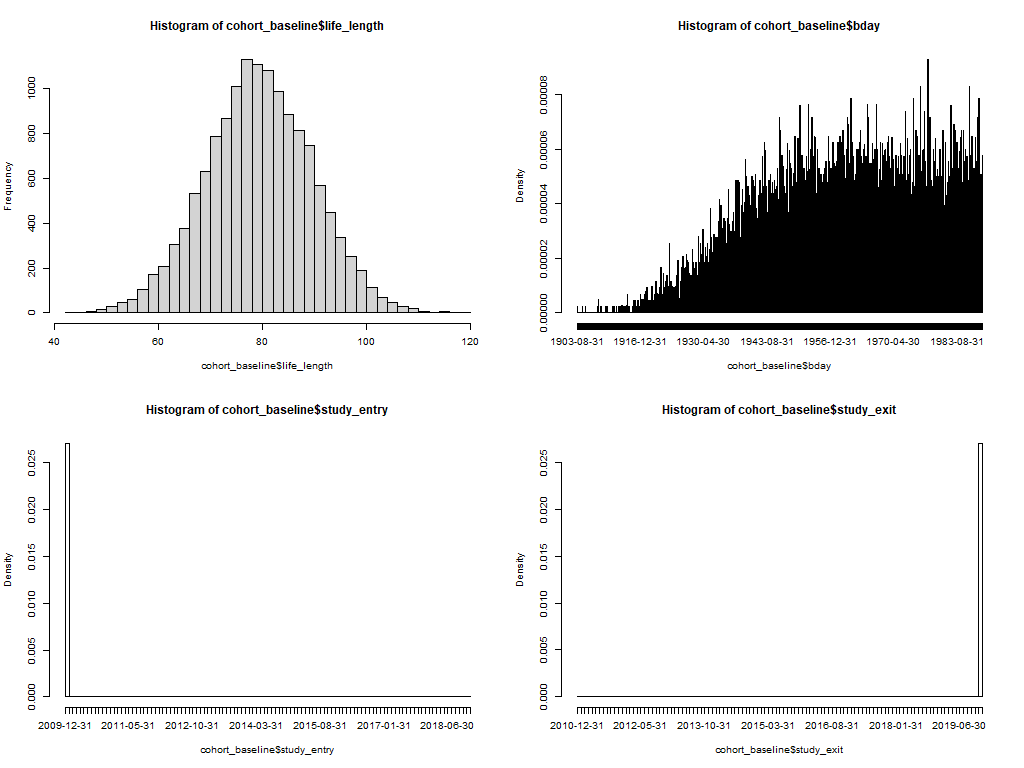 Histogram of cohort_baseline$life_length
Frequency
0 200 400 600 800 1000
40 60 80 100 120
cohort_baseline$life_length
Histogram of cohort_baseline$bday
Density
0.00000 0.00002 0.00004 0.00006 0.00008
1903-08-31 1916-12-31 1930-04-30 1943-08-31 1956-12-31 1970-04-30 1983-08-31
cohort_baseline$bday
Histogram of cohort_baseline$study_entry
Density
0.000 0.005 0.010 0.015 0.020 0.025
2009-12-31 2011-05-31 2012-10-31 2014-03-31 2015-08-31 2017-01-31 2018-06-30
cohort_baseline$study_entry
Histogram of cohort_baseline$study_exit
Density
0.000 0.005 0.010 0.015 0.020 0.025
2010-12-31 2012-05-31 2013-10-31 2015-03-31 2016-08-31 2018-01-31 2019-06-30
cohort_baseline$study_exit